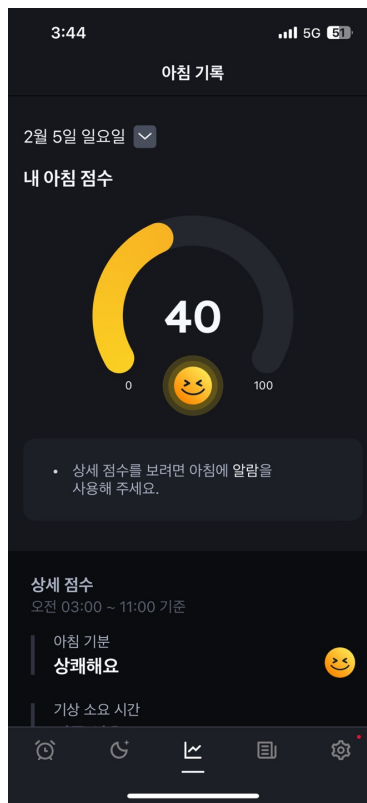 3:44
5G 51
아침 기록
2월 5일 일요일
내 아침 점수
40
0
100
• 상세 점수를 보려면 아침에 알람을
사용해 주세요.
상세 점수
오전 03:00 ~ 11:00 기준
아침 기분
상쾌해요
기상 소요 시간